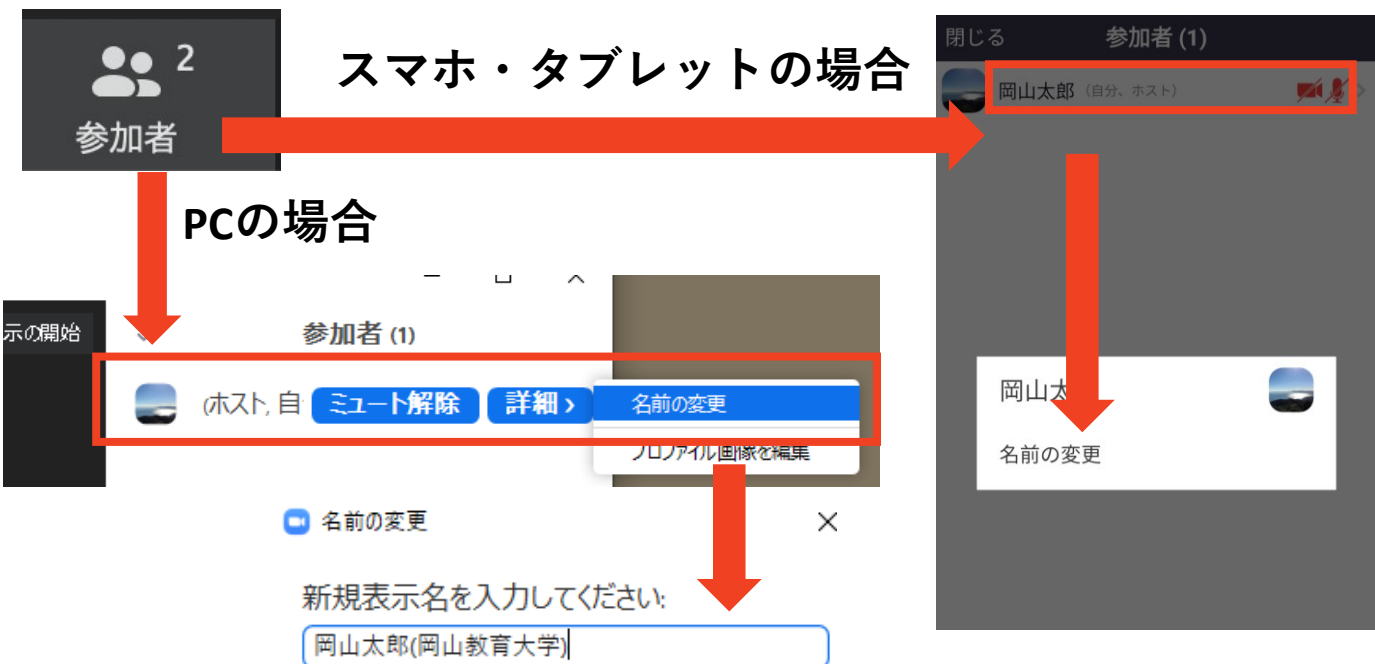 2
参加者
スマホ・タブレットの場合
PCの場合
示の開始
参加者 (1)
(ホスト, 自
ミュート解除
詳細 ›
名前の変更
プロファイル画像を編集
名前の変更
新規表示名を入力してください:
岡山太郎(岡山教育大学)
閉じる
参加者 (1)
岡山太郎 (自分、ホスト)
岡山太
名前の変更